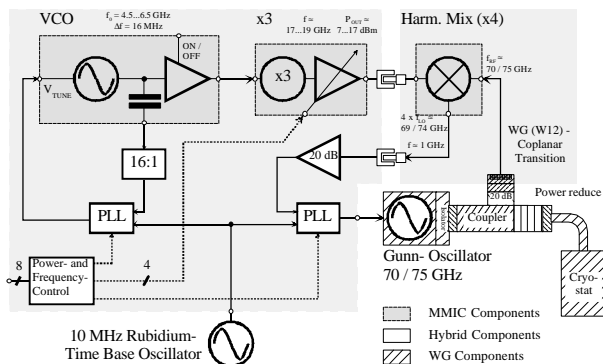 VCO
f₀ = 4.5...6.5 GHz
Δf = 16 MHz
ON /
OFF
V TUNE
x3
f ≈
17...19 GHz
P OUT ≈
7...17 dBm
x3
Harm. Mix (x4)
f RF =
70 / 75 GHz
4 x f LO =
69 / 74 GHz
f ≈ 1 GHz
20 dB
WG (W12) -
Coplanar
Transition
16:1
20 dB
Power reduce
PLL
PLL
Isolator
Coupler
Gunn- Oscillator
70 / 75 GHz
Cryo-
stat
8
Power- and
Frequency-
Control
4
10 MHz Rubidium-
Time Base Oscillator
MMIC Components
Hybrid Components
WG Components